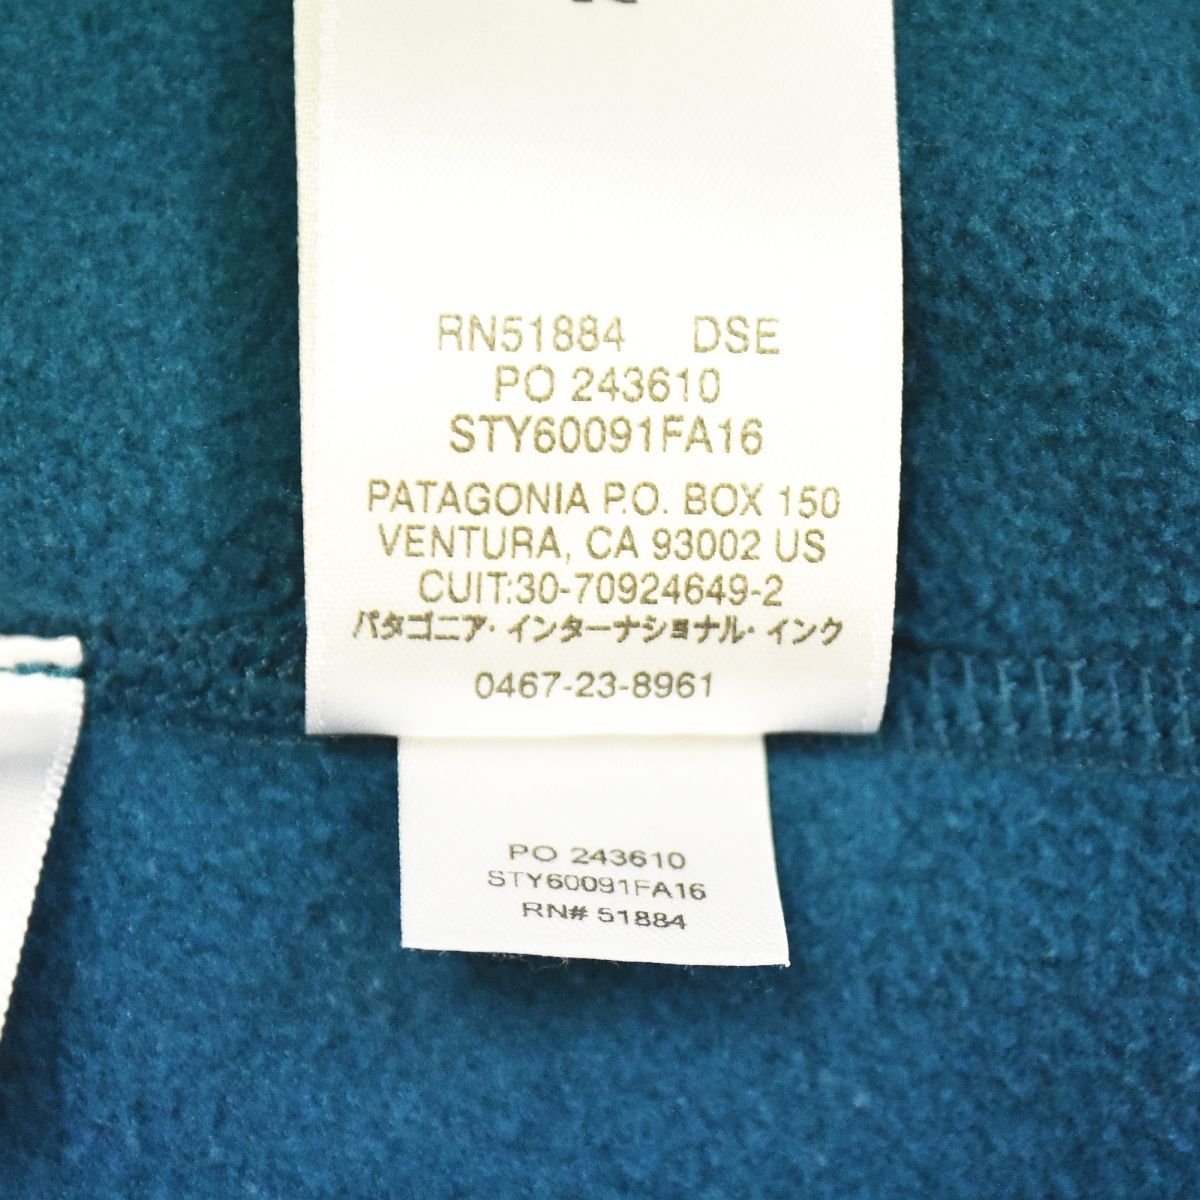 RN51884 DSE
PO 243610
STY60091FA16
PATAGONIA P.O. BOX 150
VENTURA, CA 93002 US
CUIT:30-70924649-2
パタゴニア・インターナショナル・インク
0467-23-8961
PO 243610
STY60091FA16
RN# 51884